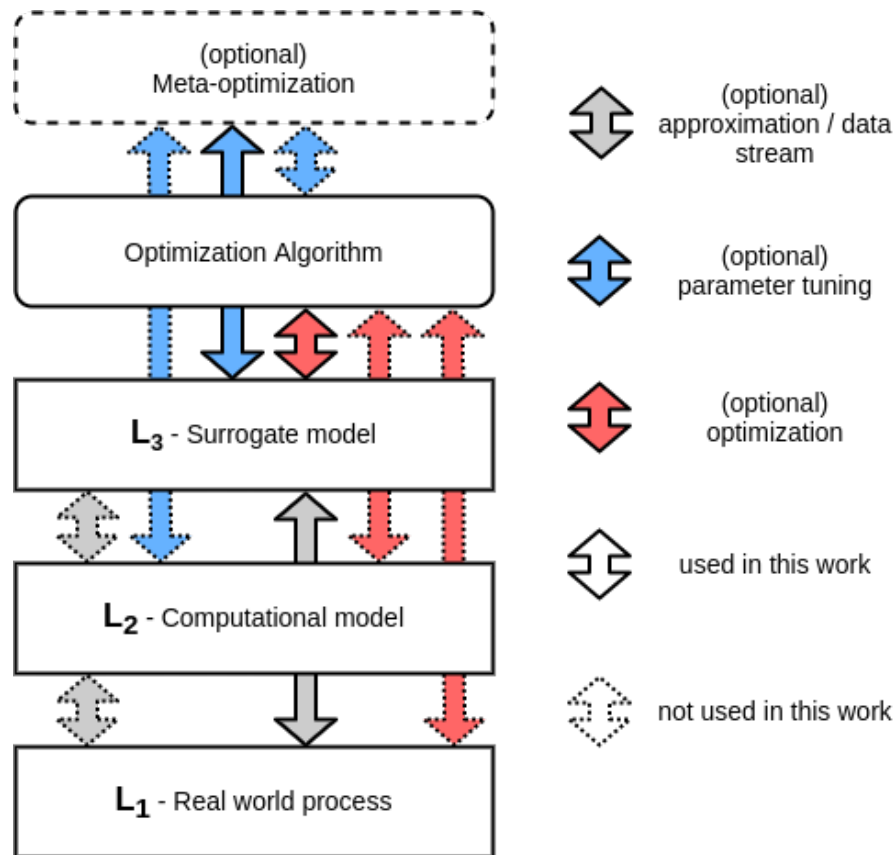 (optional)
Meta-optimization
Optimization Algorithm
L3 - Surrogate model
L2 - Computational model
L1 - Real world process
(optional)
approximation / data
stream
(optional)
parameter tuning
(optional)
optimization
used in this work
not used in this work